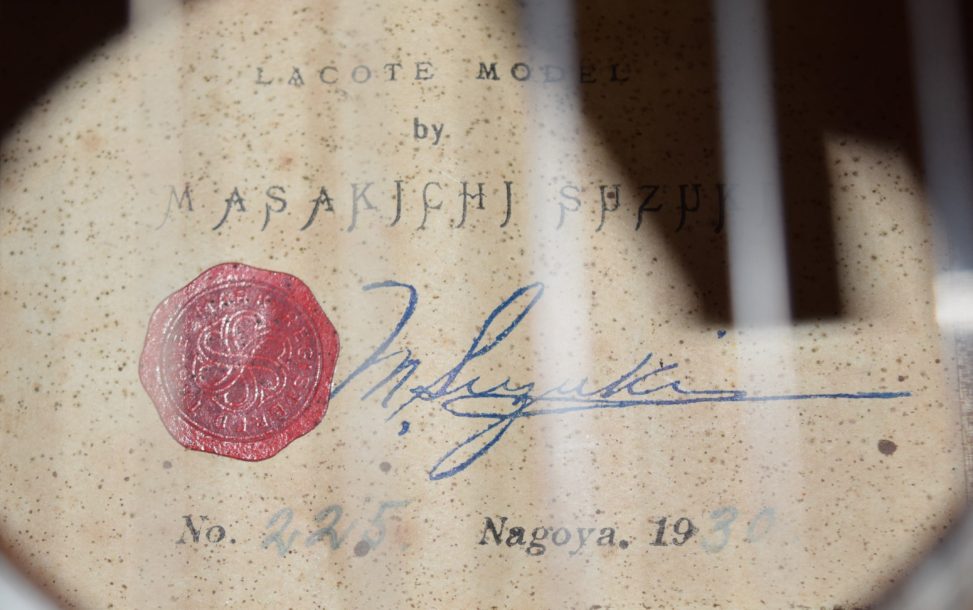 LACOTE MODEL
by
MASAKICHI SUZUKI
M. Suzuki
No. 225. Nagoya. 1930